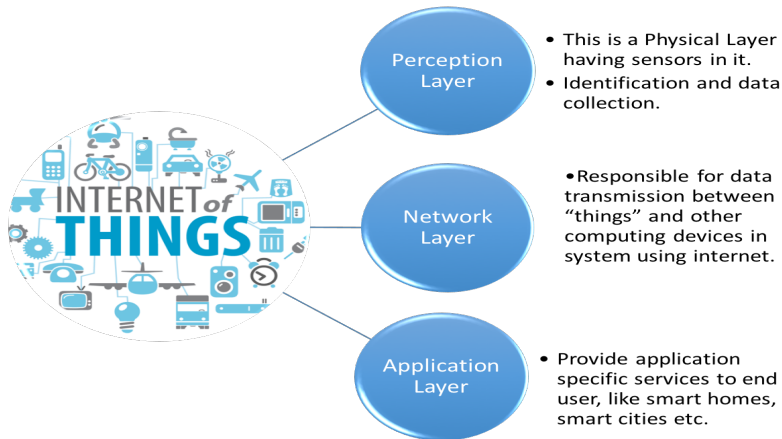 INTERNET of
THINGS
Perception
Layer
• This is a Physical Layer
having sensors in it.
• Identification and data
collection.
Network
Layer
•Responsible for data
transmission between
“things” and other
computing devices in
system using internet.
Application
Layer
• Provide application
specific services to end
user, like smart homes,
smart cities etc.